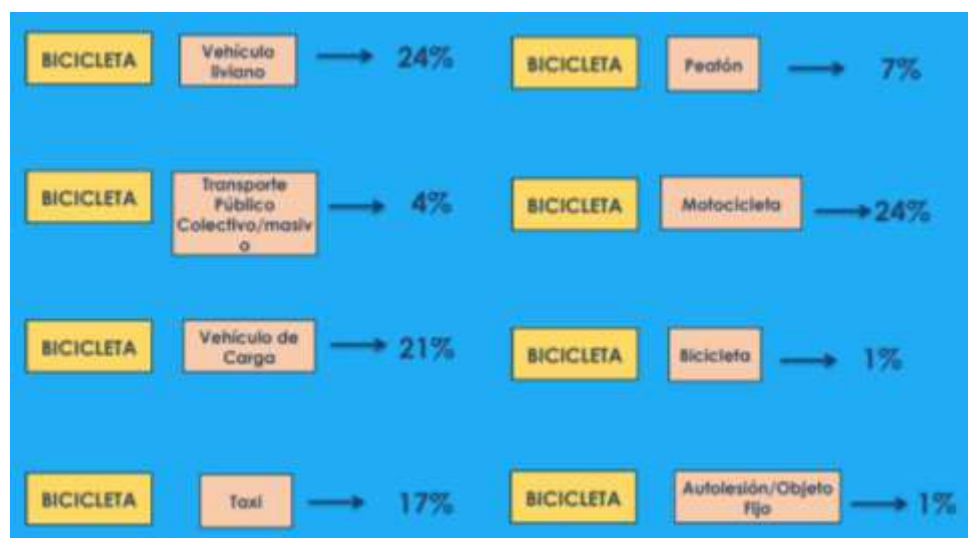 BICICLETA Vehículo liviano 24%
BICICLETA Peatón 7%
BICICLETA Transporte Público Colectivo/masivo 4%
BICICLETA Motocicleta 24%
BICICLETA Vehículo de Carga 21%
BICICLETA Bicicleta 1%
BICICLETA Taxi 17%
BICICLETA Autolesión/Objeto Fijo 1%